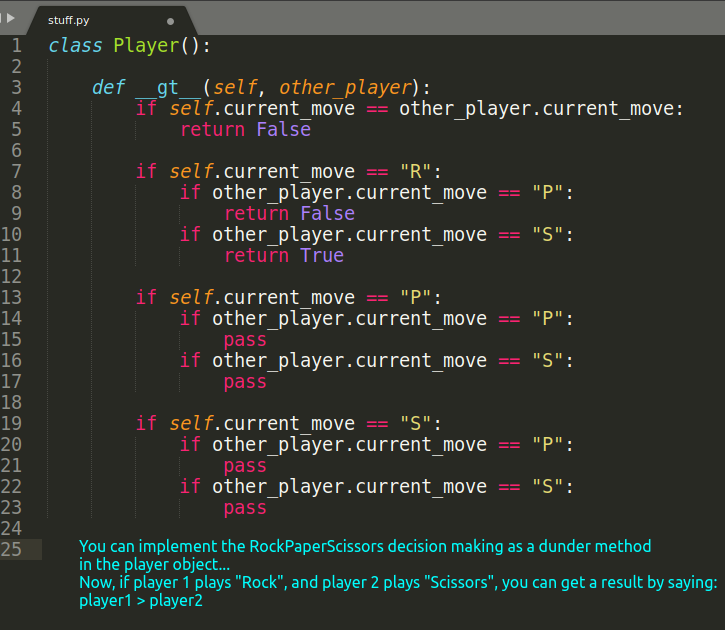 stuff.py
1 class Player():
2
3     def __gt__(self, other_player):
4         if self.current_move == other_player.current_move:
5             return False
6
7         if self.current_move == "R":
8             if other_player.current_move == "P":
9                 return False
10             if other_player.current_move == "S":
11                 return True
12
13         if self.current_move == "P":
14             if other_player.current_move == "P":
15                 pass
16             if other_player.current_move == "S":
17                 pass
18
19         if self.current_move == "S":
20             if other_player.current_move == "P":
21                 pass
22             if other_player.current_move == "S":
23                 pass
24
25
You can implement the RockPaperScissors decision making as a dunder method
in the player object...
Now, if player 1 plays "Rock", and player 2 plays "Scissors", you can get a result by saying:
player1 > player2